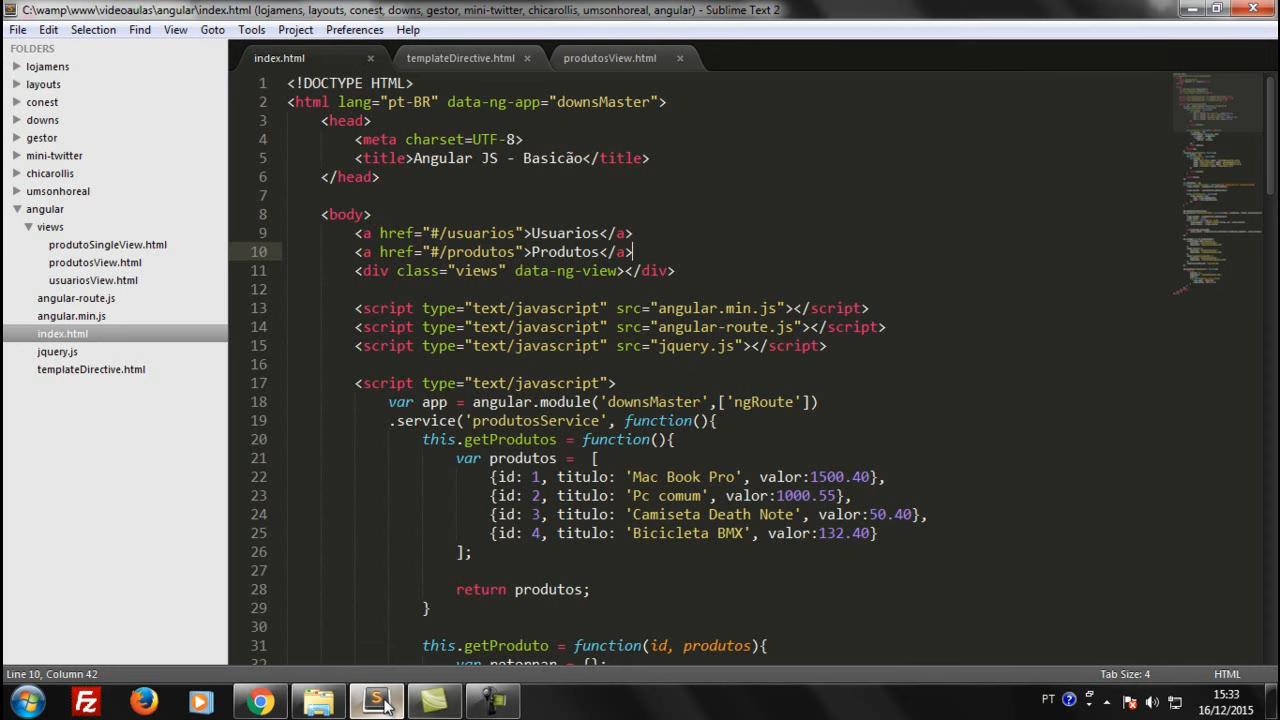 C:\wamp\www\videoaulas\angular\index.html (lojamens, layouts, conest, downs, gestor, mini-twitter, chicarollis, umsonhoreal, angular) - Sublime Text 2
File Edit Selection Find View Goto Tools Project Preferences Help
FOLDERS
lojamens
layouts
conest
downs
gestor
mini-twitter
chicarollis
umsonhoreal
angular
views
produtoSingleView.html
produtosView.html
usuariosView.html
angular-route.js
angular.min.js
index.html
jquery.js
templateDirective.html
index.html templateDirective.html produtosView.html
1 <!DOCTYPE HTML>
2 <html lang="pt-BR" data-ng-app="downsMaster">
3 <head>
4 <meta charset=UTF-8>
5 <title>Angular JS - Basicão</title>
6 </head>
7
8 <body>
9 <a href="#/usuarios">Usuarios</a>
10 <a href="#/produtos">Produtos</a>
11 <div class="views" data-ng-view></div>
12
13 <script type="text/javascript" src="angular.min.js"></script>
14 <script type="text/javascript" src="angular-route.js"></script>
15 <script type="text/javascript" src="jquery.js"></script>
16
17 <script type="text/javascript">
18 var app = angular.module('downsMaster',['ngRoute'])
19 .service('produtosService', function(){
20 this.getProdutos = function(){
21 var produtos = [
22 {id: 1, titulo: 'Mac Book Pro', valor:1500.40},
23 {id: 2, titulo: 'Pc comum', valor:1000.55},
24 {id: 3, titulo: 'Camiseta Death Note', valor:50.40},
25 {id: 4, titulo: 'Bicicleta BMX', valor:132.40}
26 ];
27
28 return produtos;
29 }
30
31 this.getProduto = function(id, produtos){
32 var retornar = {};
Line 10, Column 42 Tab Size: 4 HTML
PT 15:33
16/12/2015